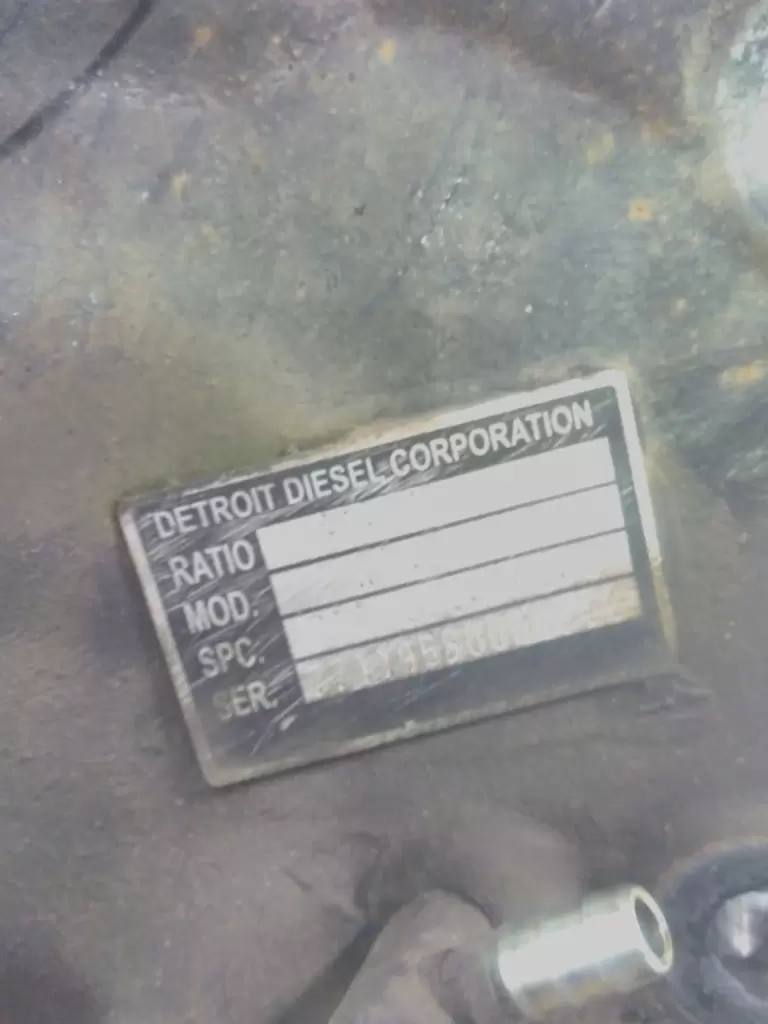 DETROIT DIESEL CORPORATION
RATIO
MOD.
SPC.
SER.